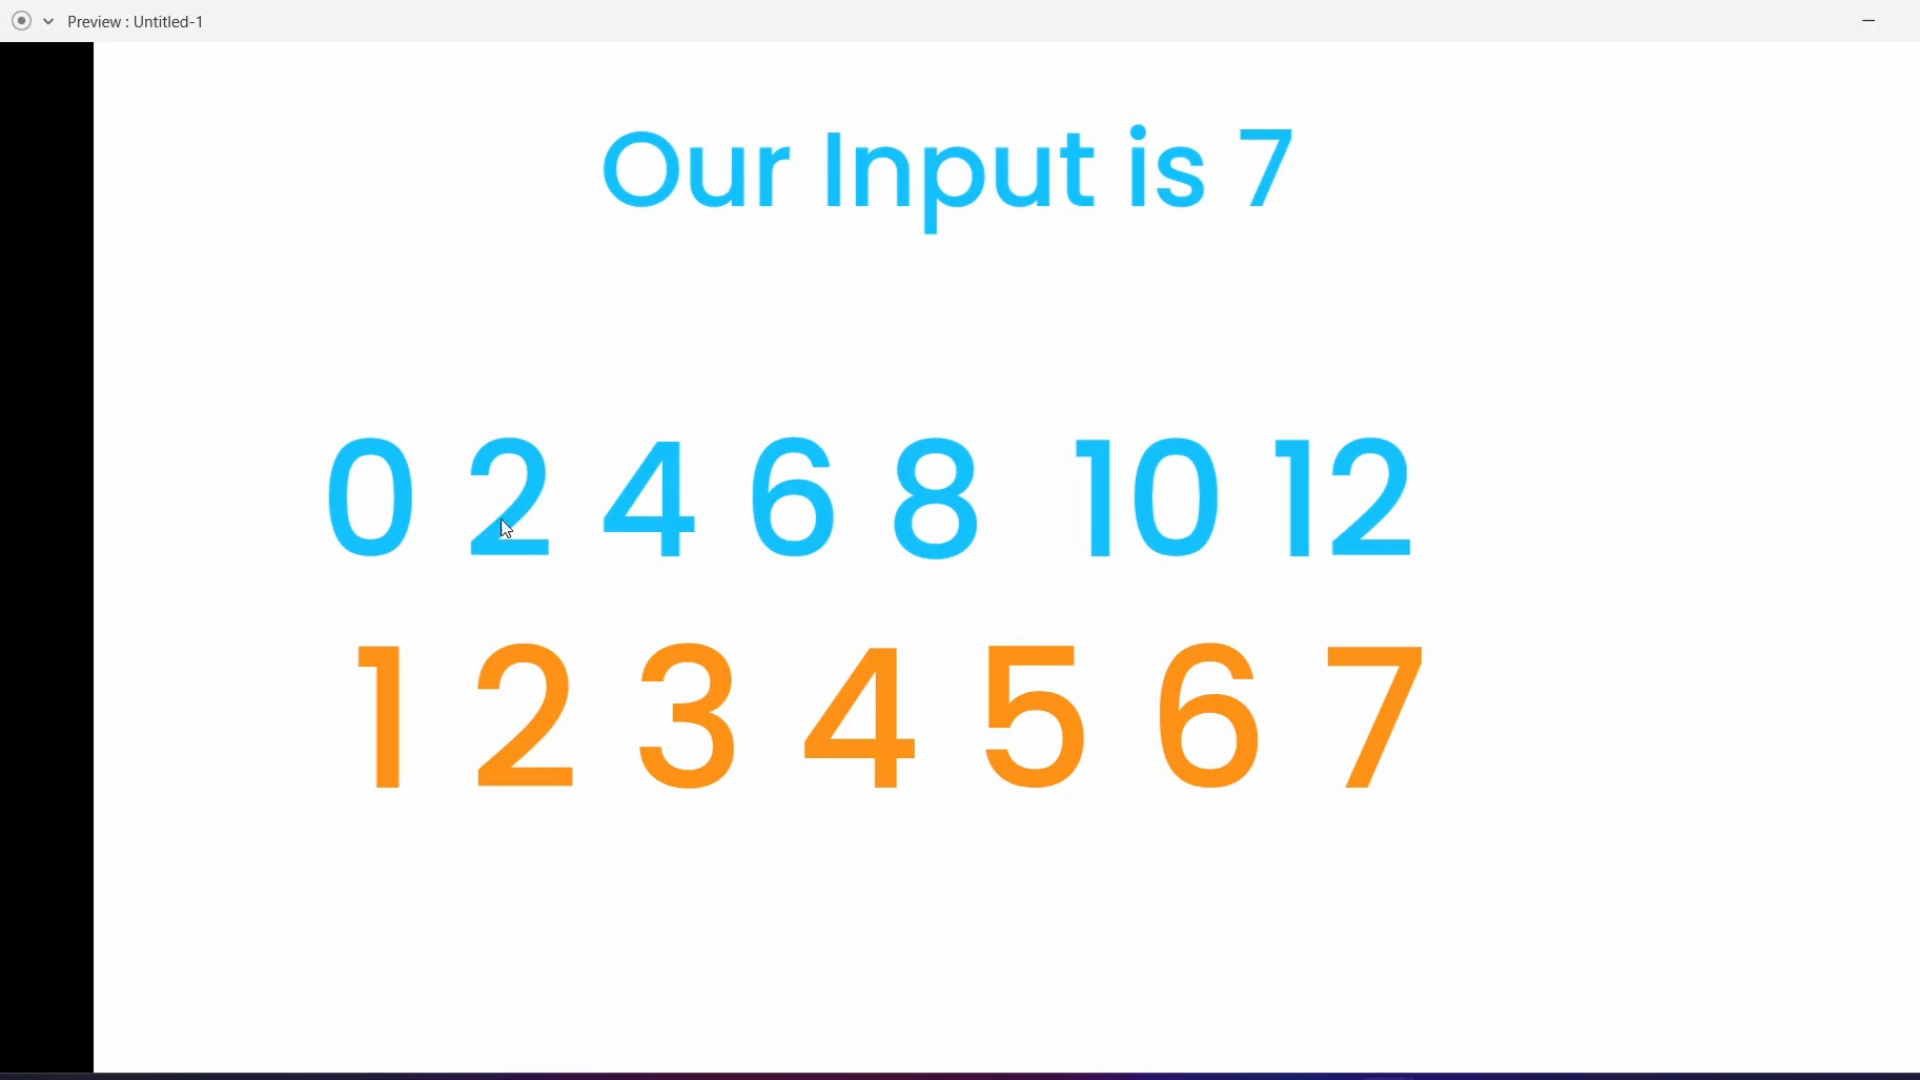 Preview : Untitled-1
Our Input is 7
0 2 4 6 8 10 12
1 2 3 4 5 6 7